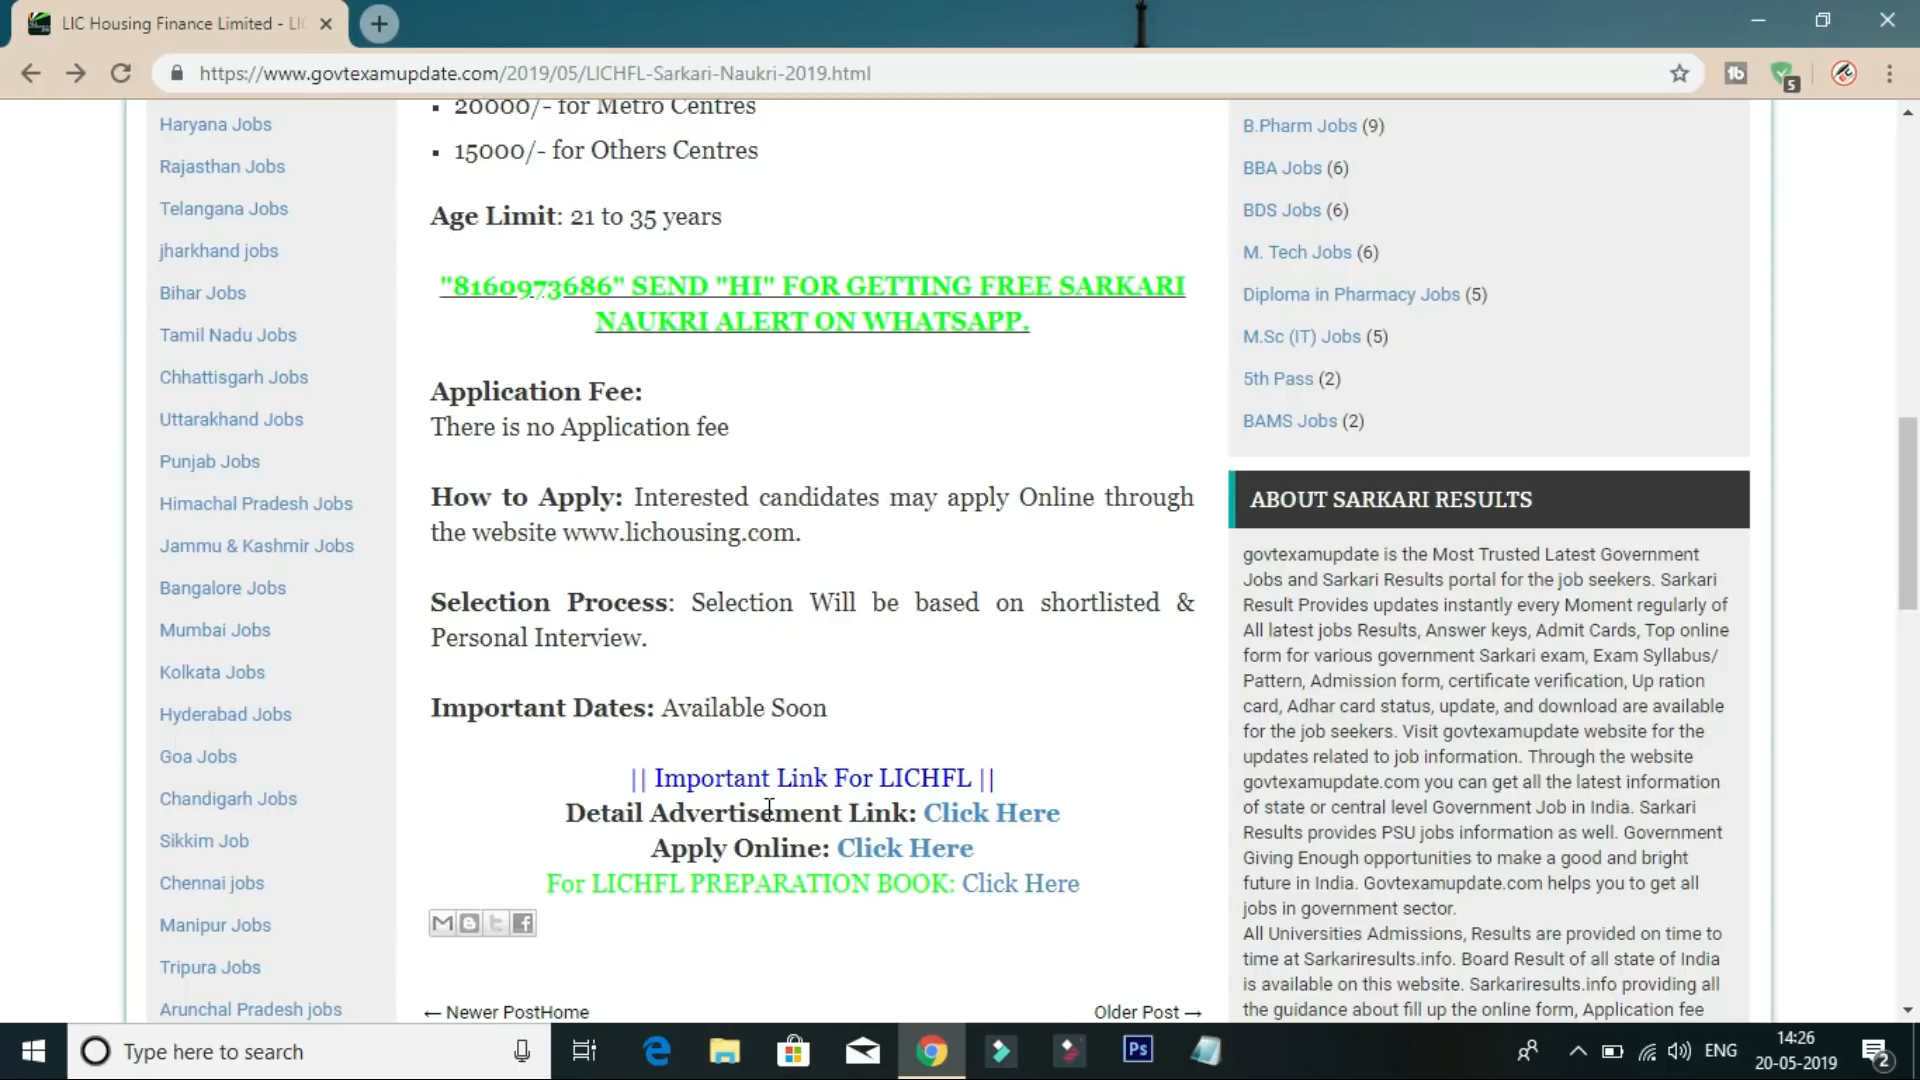 LIC Housing Finance Limited - LIC
https://www.govtexamupdate.com/2019/05/LICHFL-Sarkari-Naukri-2019.html
5
Haryana Jobs
Rajasthan Jobs
Telangana Jobs
jharkhand jobs
Bihar Jobs
Tamil Nadu Jobs
Chhattisgarh Jobs
Uttarakhand Jobs
Punjab Jobs
Himachal Pradesh Jobs
Jammu & Kashmir Jobs
Bangalore Jobs
Mumbai Jobs
Kolkata Jobs
Hyderabad Jobs
Goa Jobs
Chandigarh Jobs
Sikkim Job
Chennai jobs
Manipur Jobs
Tripura Jobs
Arunchal Pradesh jobs
20000/- for Metro Centres
15000/- for Others Centres
Age Limit: 21 to 35 years
"8160973686" SEND "HI" FOR GETTING FREE SARKARI
NAUKRI ALERT ON WHATSAPP.
Application Fee:
There is no Application fee
How to Apply: Interested candidates may apply Online through
the website www.lichousing.com.
Selection Process: Selection Will be based on shortlisted &
Personal Interview.
Important Dates: Available Soon
|| Important Link For LICHFL ||
Detail Advertisement Link: Click Here
Apply Online: Click Here
For LICHFL PREPARATION BOOK: Click Here
← Newer PostHome
Older Post →
B.Pharm Jobs (9)
BBA Jobs (6)
BDS Jobs (6)
M. Tech Jobs (6)
Diploma in Pharmacy Jobs (5)
M.Sc (IT) Jobs (5)
5th Pass (2)
BAMS Jobs (2)
ABOUT SARKARI RESULTS
govtexamupdate is the Most Trusted Latest Government
Jobs and Sarkari Results portal for the job seekers. Sarkari
Result Provides updates instantly every Moment regularly of
All latest jobs Results, Answer keys, Admit Cards, Top online
form for various government Sarkari exam, Exam Syllabus/
Pattern, Admission form, certificate verification, Up ration
card, Adhar card status, update, and download are available
for the job seekers. Visit govtexamupdate website for the
updates related to job information. Through the website
govtexamupdate.com you can get all the latest information
of state or central level Government Job in India. Sarkari
Results provides PSU jobs information as well. Government
Giving Enough opportunities to make a good and bright
future in India. Govtexamupdate.com helps you to get all
jobs in government sector.
All Universities Admissions, Results are provided on time to
time at Sarkariresults.info. Board Result of all state of India
is available on this website. Sarkariresults.info providing all
the guidance about fill up the online form, Application fee
Type here to search
Ps
ENG
14:26
20-05-2019
2